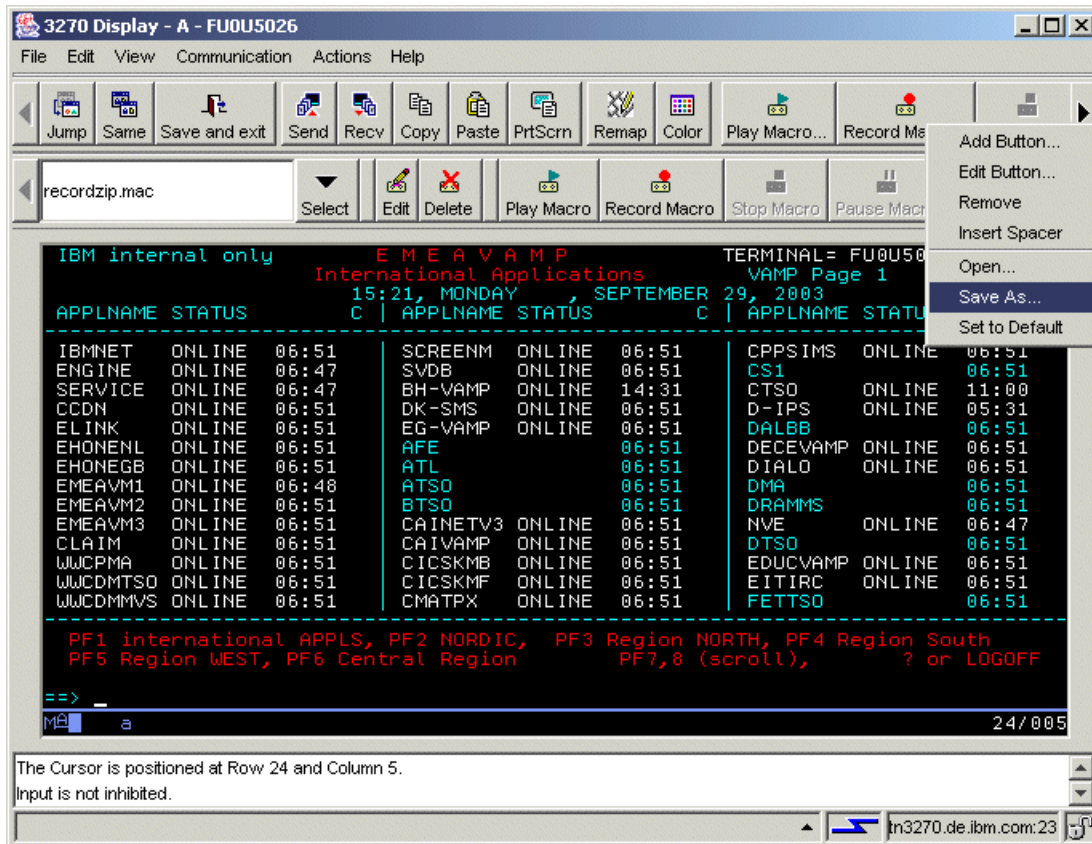 3270 Display - A - FU0U5026
File Edit View Communication Actions Help
Jump Same Save and exit Send Recv Copy Paste PrtScrn Remap Color Play Macro... Record Ma
Add Button...
Edit Button...
Remove
Insert Spacer
Open...
Save As...
Set to Default
recordzip.mac Select Edit Delete Play Macro Record Macro Stop Macro Pause Macr
IBM internal only E M E A V A M P TERMINAL= FU0U50
International Applications VAMP Page 1
15:21, MONDAY , SEPTEMBER 29, 2003
APPLNAME STATUS C | APPLNAME STATUS C | APPLNAME STATU
IBMNET ONLINE 06:51 SCREENM ONLINE 06:51 CPPSIMS ONLINE 06:51
ENGINE ONLINE 06:47 SVDB ONLINE 06:51 CS1 06:51
SERVICE ONLINE 06:47 BH-VAMP ONLINE 14:31 CTSO ONLINE 11:00
CCDN ONLINE 06:51 DK-SMS ONLINE 06:51 D-IPS ONLINE 05:31
ELINK ONLINE 06:51 EG-VAMP ONLINE 06:51 DALBB 06:51
EHONENL ONLINE 06:51 AFE 06:51 DECEVAMP ONLINE 06:51
EHONEGB ONLINE 06:51 ATL 06:51 DIALO ONLINE 06:51
EMEAVM1 ONLINE 06:48 ATSO 06:51 DMA 06:51
EMEAVM2 ONLINE 06:51 BTSO 06:51 DRAMMS 06:51
EMEAVM3 ONLINE 06:51 CAINETV3 ONLINE 06:51 NVE ONLINE 06:47
CLAIM ONLINE 06:51 CAIVAMP ONLINE 06:51 DTSO 06:51
WWCPMA ONLINE 06:51 CICSKMB ONLINE 06:51 EDUCVAMP ONLINE 06:51
WWCDMTSO ONLINE 06:51 CICSKMF ONLINE 06:51 EITIRC ONLINE 06:51
WWCDMMVS ONLINE 06:51 CMATPX ONLINE 06:51 FETTSO 06:51
PF1 international APPLS, PF2 NORDIC, PF3 Region NORTH, PF4 Region South
PF5 Region WEST, PF6 Central Region PF7,8 (scroll), ? or LOGOFF
==> _
MA a 24/005
The Cursor is positioned at Row 24 and Column 5.
Input is not inhibited.
tn3270.de.ibm.com:23